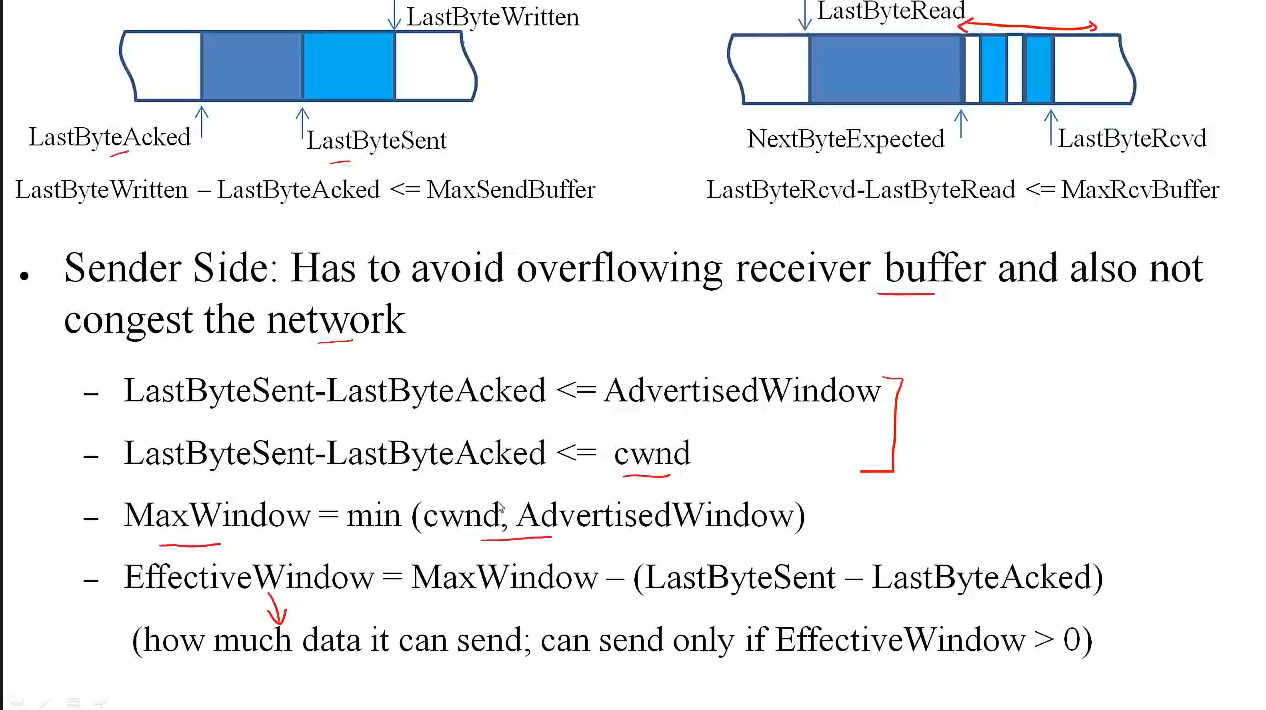 LastByteWritten
LastByteRead
LastByteAcked
LastByteSent
NextByteExpected
LastByteRcvd
LastByteWritten – LastByteAcked <= MaxSendBuffer
LastByteRcvd-LastByteRead <= MaxRcvBuffer
• Sender Side: Has to avoid overflowing receiver buffer and also not
congest the network
– LastByteSent-LastByteAcked <= AdvertisedWindow
– LastByteSent-LastByteAcked <= cwnd
– MaxWindow = min (cwnd, AdvertisedWindow)
– EffectiveWindow = MaxWindow – (LastByteSent – LastByteAcked)
(how much data it can send; can send only if EffectiveWindow > 0)